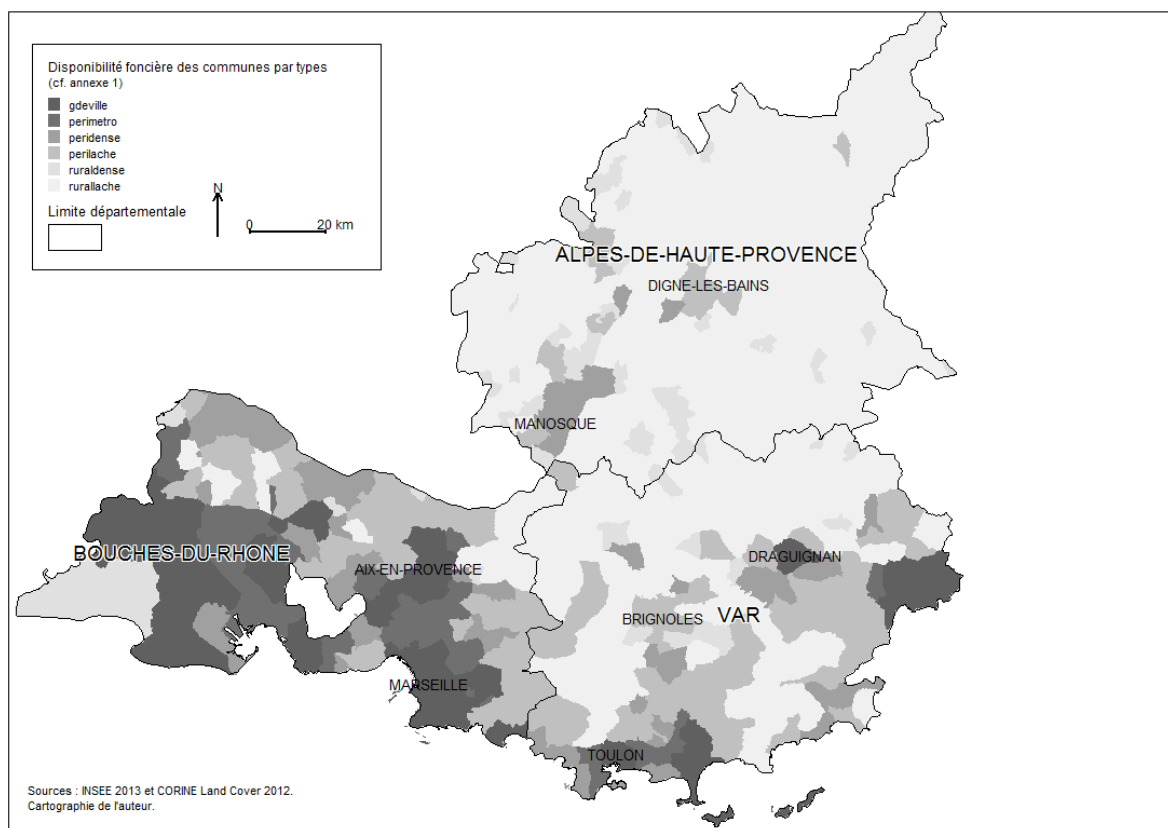 Disponibilité foncière des communes par types
(cf. annexe 1)
gdeville
perimetro
peridense
perilache
ruraldense
rurallache
Limite départementale
N
0 20 km
ALPES-DE-HAUTE-PROVENCE
DIGNE-LES-BAINS
MANOSQUE
BOUCHES-DU-RHONE
AIX-EN-PROVENCE
DRAGUIGNAN
BRIGNOLES
VAR
MARSEILLE
TOULON
Sources : INSEE 2013 et CORINE Land Cover 2012.
Cartographie de l'auteur.